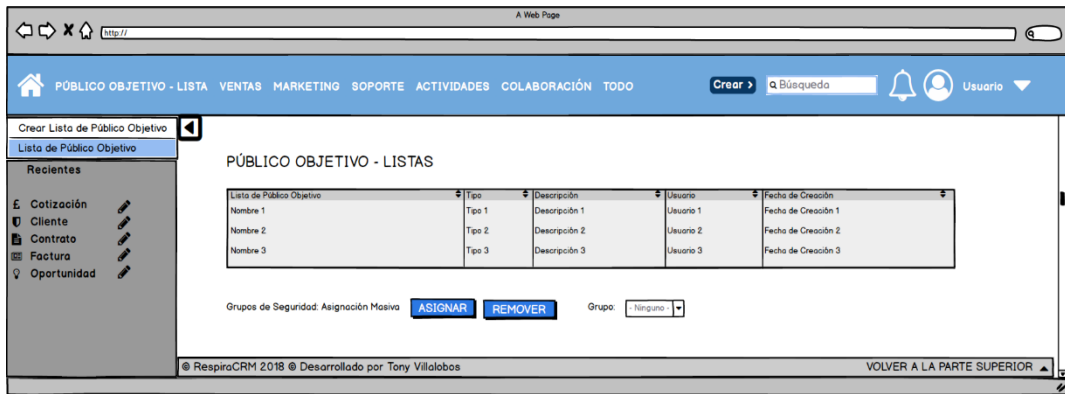 A Web Page
http://
PÚBLICO OBJETIVO - LISTA VENTAS MARKETING SOPORTE ACTIVIDADES COLABORACIÓN TODO Crear > Búsqueda Usuario
Crear Lista de Público Objetivo
Lista de Público Objetivo
Recientes
Cotización
Cliente
Contrato
Factura
Oportunidad
PÚBLICO OBJETIVO - LISTAS
Lista de Público Objetivo Tipo Descripción Usuario Fecha de Creación
Nombre 1 Tipo 1 Descripción 1 Usuario 1 Fecha de Creación 1
Nombre 2 Tipo 2 Descripción 2 Usuario 2 Fecha de Creación 2
Nombre 3 Tipo 3 Descripción 3 Usuario 3 Fecha de Creación 3
Grupos de Seguridad: Asignación Masiva ASIGNAR REMOVER Grupo: - Ninguno -
© RespiraCRM 2018 © Desarrollado por Tony Villalobos VOLVER A LA PARTE SUPERIOR